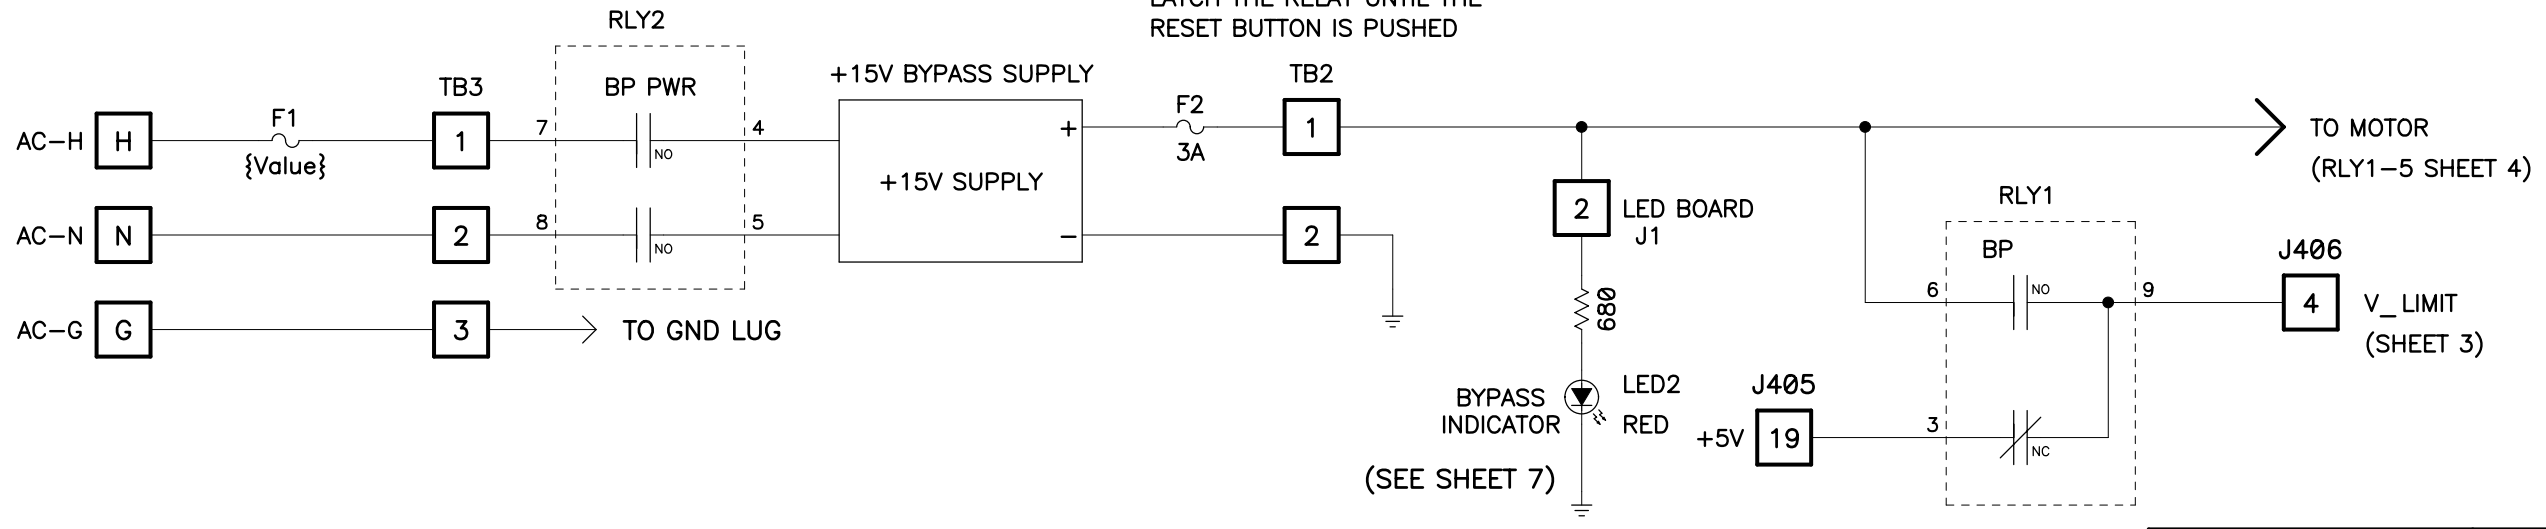 LATCH THE RELAY UNTIL THE
RESET BUTTON IS PUSHED
RLY2
BP PWR
+15V BYPASS SUPPLY
TB3
TB2
F1
{Value}
F2
3A
AC-H
H
1
7
NO
4
+
+15V SUPPLY
1
TO MOTOR
(RLY1-5 SHEET 4)
AC-N
N
2
8
NO
5
-
2
2
LED BOARD
J1
AC-G
G
3
TO GND LUG
680
BYPASS
INDICATOR
LED2
RED
(SEE SHEET 7)
RLY1
BP
6
NO
9
J406
4
V_LIMIT
(SHEET 3)
J405
+5V
19
3
NC